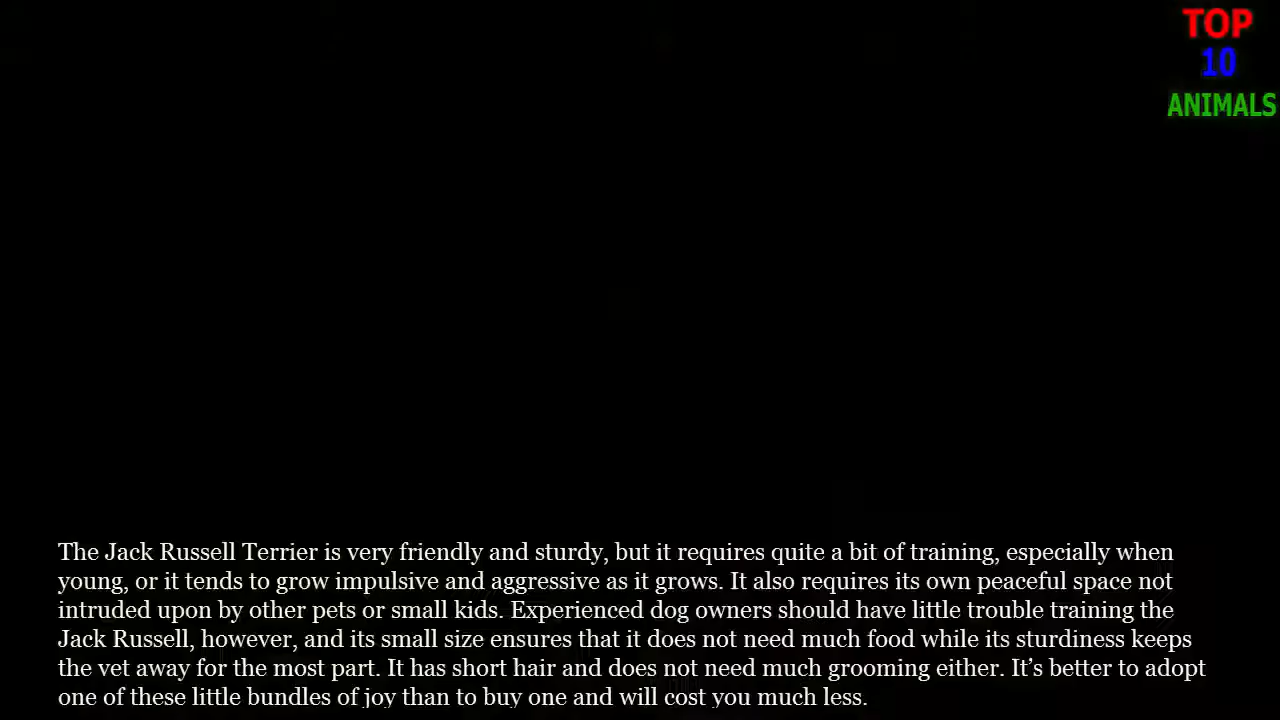 TOP
10
ANIMALS
The Jack Russell Terrier is very friendly and sturdy, but it requires quite a bit of training, especially when
young, or it tends to grow impulsive and aggressive as it grows. It also requires its own peaceful space not
intruded upon by other pets or small kids. Experienced dog owners should have little trouble training the
Jack Russell, however, and its small size ensures that it does not need much food while its sturdiness keeps
the vet away for the most part. It has short hair and does not need much grooming either. It’s better to adopt
one of these little bundles of joy than to buy one and will cost you much less.